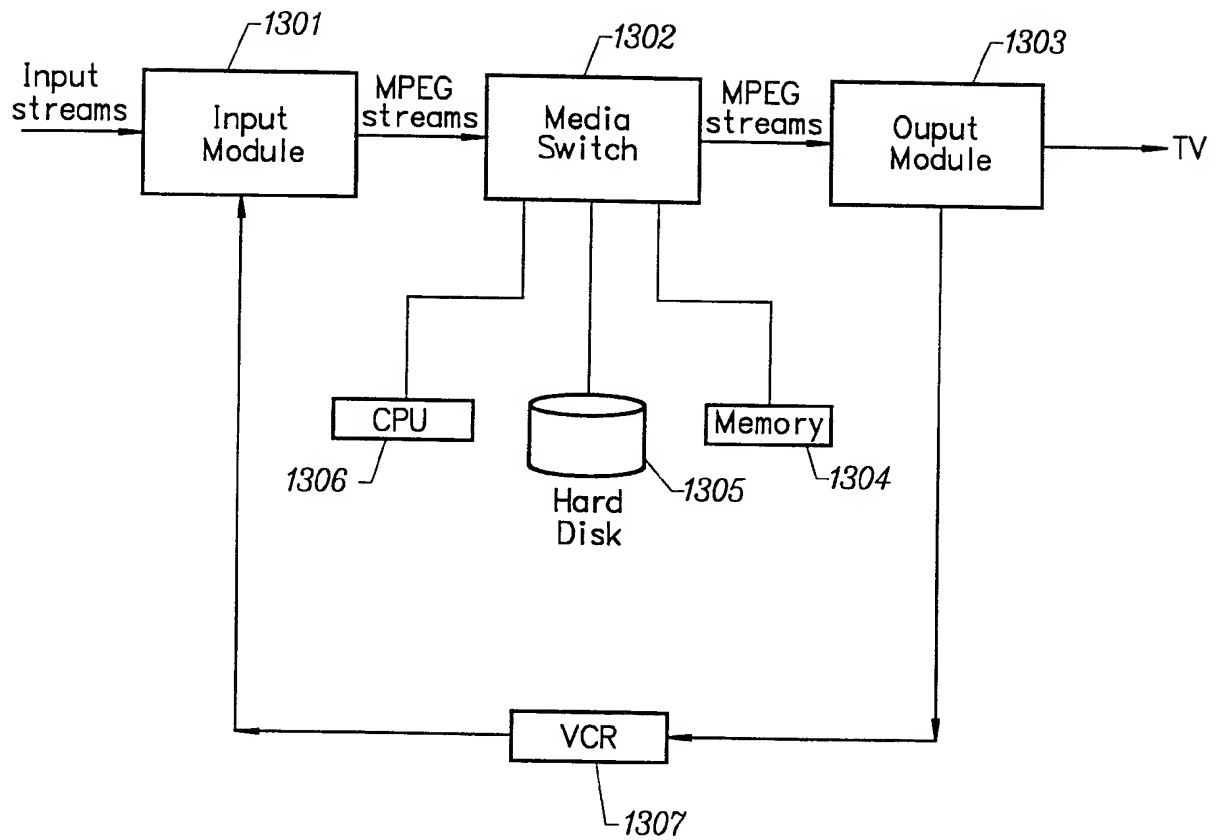 1301
1302
1303
Input
streams
Input
Module
MPEG
streams
Media
Switch
MPEG
streams
Ouput
Module
TV
CPU
1306
Hard
Disk
1305
Memory
1304
VCR
1307